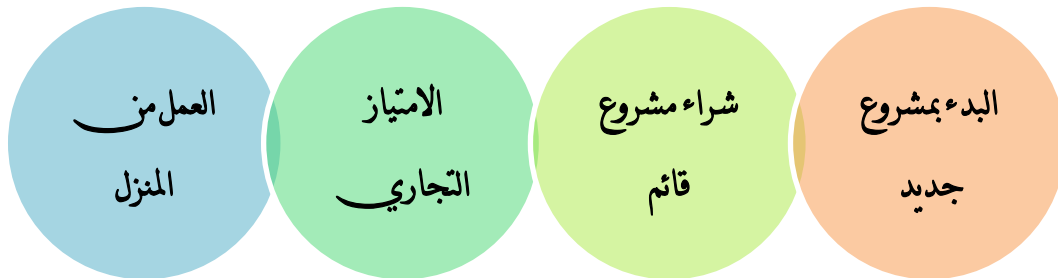 البدء بمشروع
جديد
شراء مشروع
قائم
الامتياز
التجاري
العمل من
المنزل